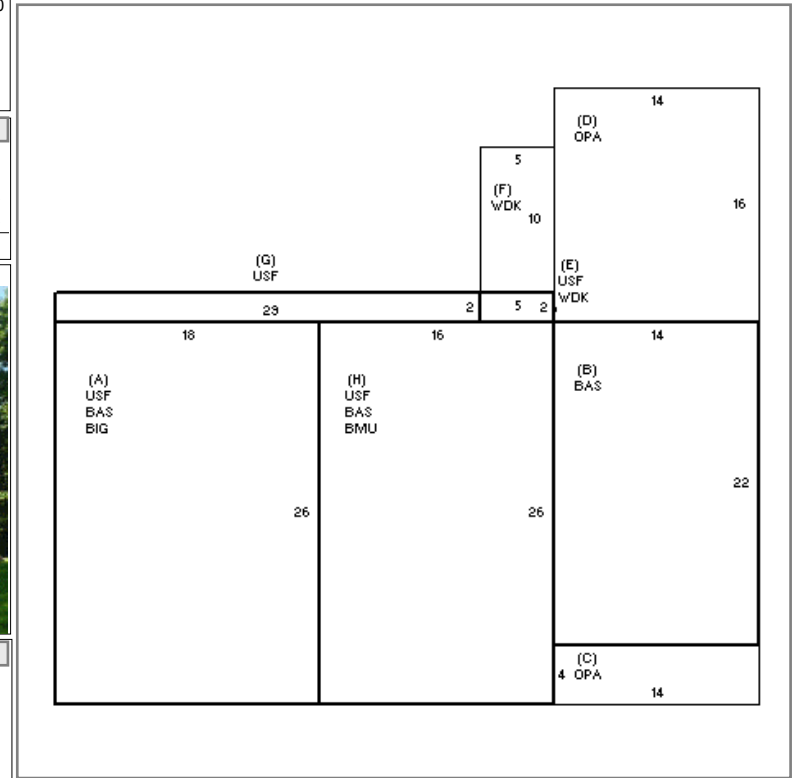 14
(D)
OPA
16
5
(F)
WDK
10
(G)
USF
(E)
USF
WDK
29
2
5
2
18
16
14
(A)
USF
BAS
BIG
(H)
USF
BAS
BMU
(B)
BAS
22
26
26
(C)
4 OPA
14